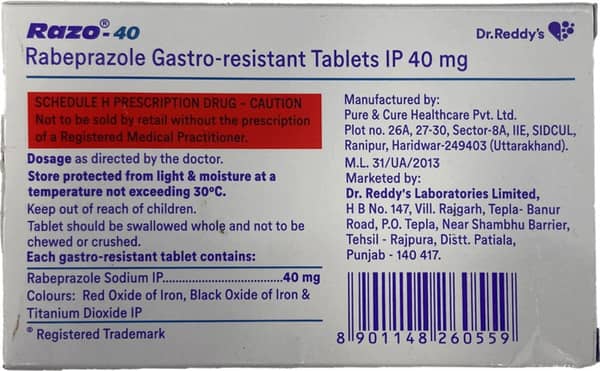 Razo®-40
Dr.Reddy's
Rabeprazole Gastro-resistant Tablets IP 40 mg
SCHEDULE H PRESCRIPTION DRUG – CAUTION
Not to be sold by retail without the prescription
of a Registered Medical Practitioner.
Dosage as directed by the doctor.
Store protected from light & moisture at a
temperature not exceeding 30°C.
Keep out of reach of children.
Tablet should be swallowed whole and not to be
chewed or crushed.
Each gastro-resistant tablet contains:
Rabeprazole Sodium IP..............................40 mg
Colours: Red Oxide of Iron, Black Oxide of Iron &
Titanium Dioxide IP
® Registered Trademark
Manufactured by:
Pure & Cure Healthcare Pvt. Ltd.
Plot no. 26A, 27-30, Sector-8A, IIE, SIDCUL,
Ranipur, Haridwar-249403 (Uttarakhand).
M.L. 31/UA/2013
Marketed by:
Dr. Reddy's Laboratories Limited,
H B No. 147, Vill. Rajgarh, Tepla- Banur
Road, P.O. Tepla, Near Shambhu Barrier,
Tehsil - Rajpura, Distt. Patiala,
Punjab - 140 417.
8 901148 260559